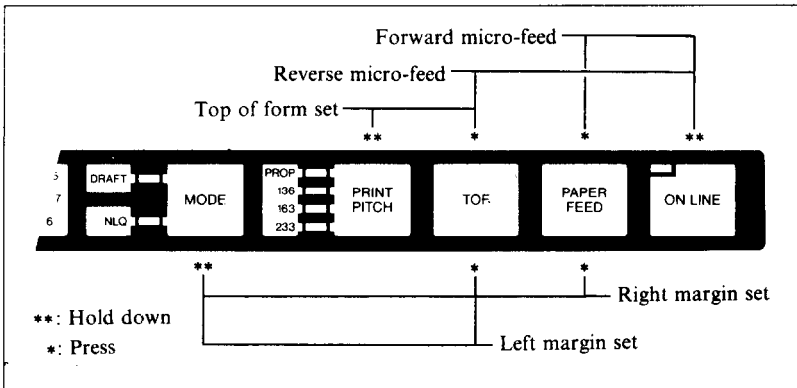 Forward micro-feed
Reverse micro-feed
Top of form set
** * * **
5 DRAFT
7
6 NLQ
MODE
PROP
136
163
233
PRINT
PITCH
TOF.
PAPER
FEED
ON LINE
** * *
Right margin set
Left margin set
**: Hold down
*: Press